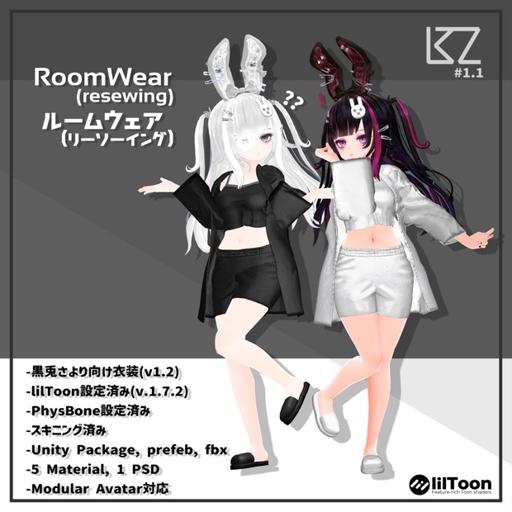 RoomWear
(resewing)
ルームウェア
(リーソーイング)
KZ
#1.1
??
-黒兎さより向け衣装(v1.2)
-lilToon設定済み(v.1.7.2)
-PhysBone設定済み
-スキニング済み
-Unity Package, prefeb, fbx
-5 Material, 1 PSD
-Modular Avatar対応
lilToon
Feature-rich Toon shaders